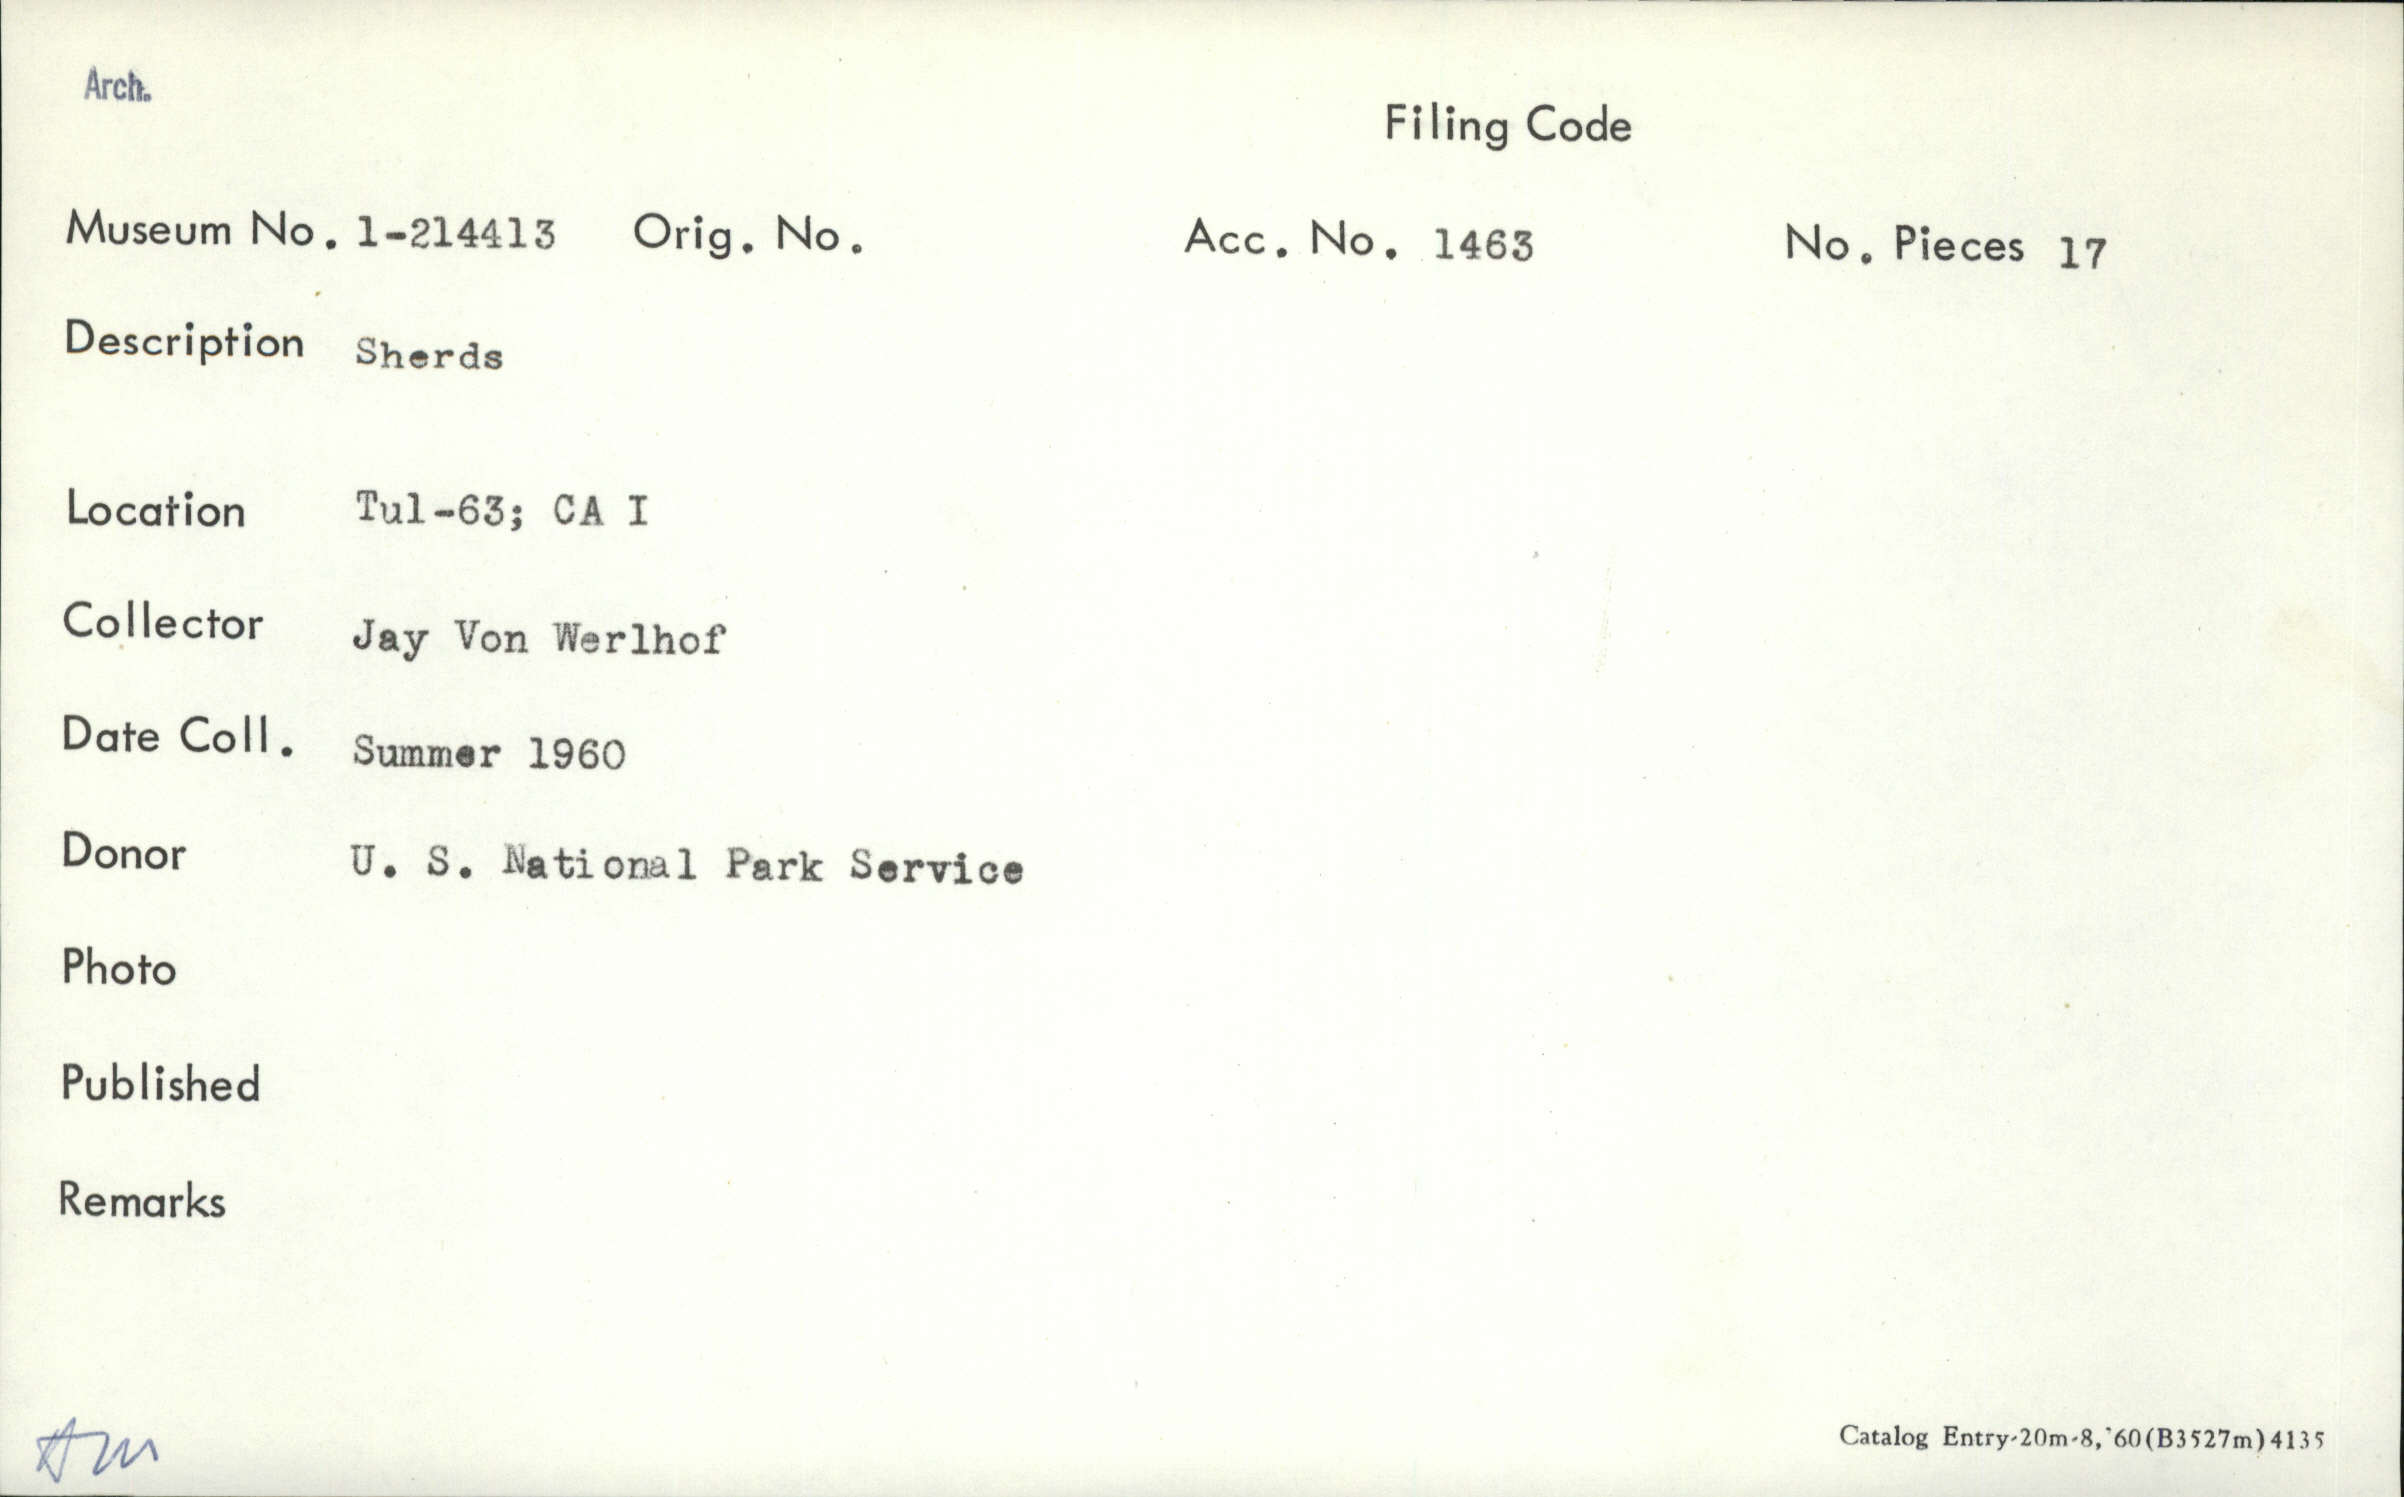 Arch.
Filing Code
Museum No. 1-214413 Orig. No. Acc. No. 1463 No. Pieces 17
Description Sherds
Location Tul-63; CA I
Collector Jay Von Werlhof
Date Coll. Summer 1960
Donor U. S. National Park Service
Photo
Published
Remarks
Catalog Entry-20m-8,'60(B3527m)4135